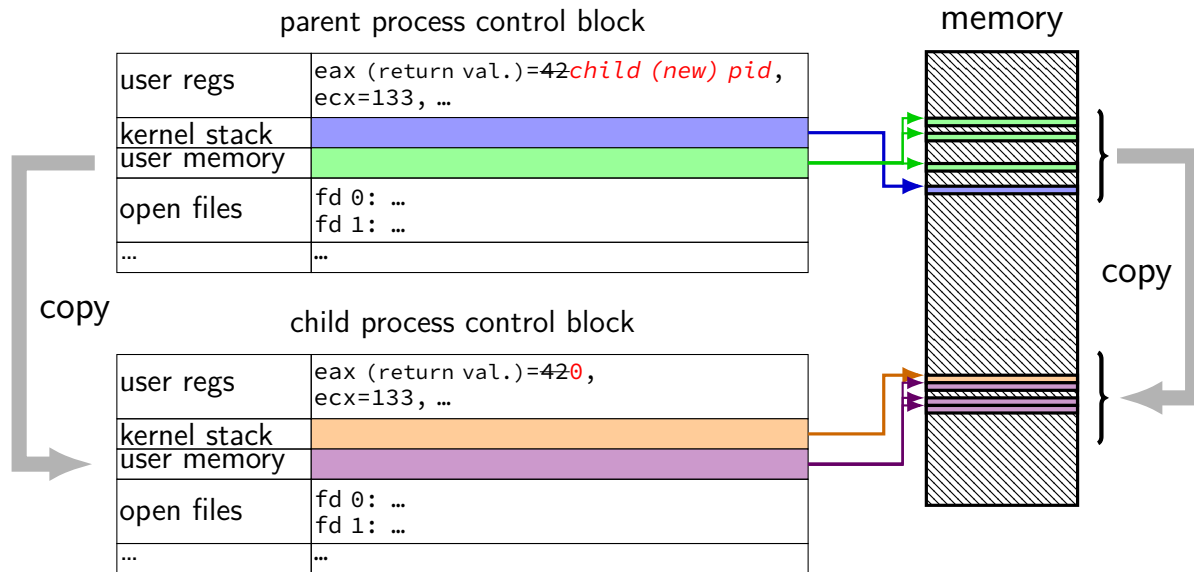 parent process control block
memory
user regs
eax (return val.)=42child (new) pid,
ecx=133, …
kernel stack
user memory
open files
fd 0: …
fd 1: …
… …
copy
copy
child process control block
user regs
eax (return val.)=420,
ecx=133, …
kernel stack
user memory
open files
fd 0: …
fd 1: …
… …